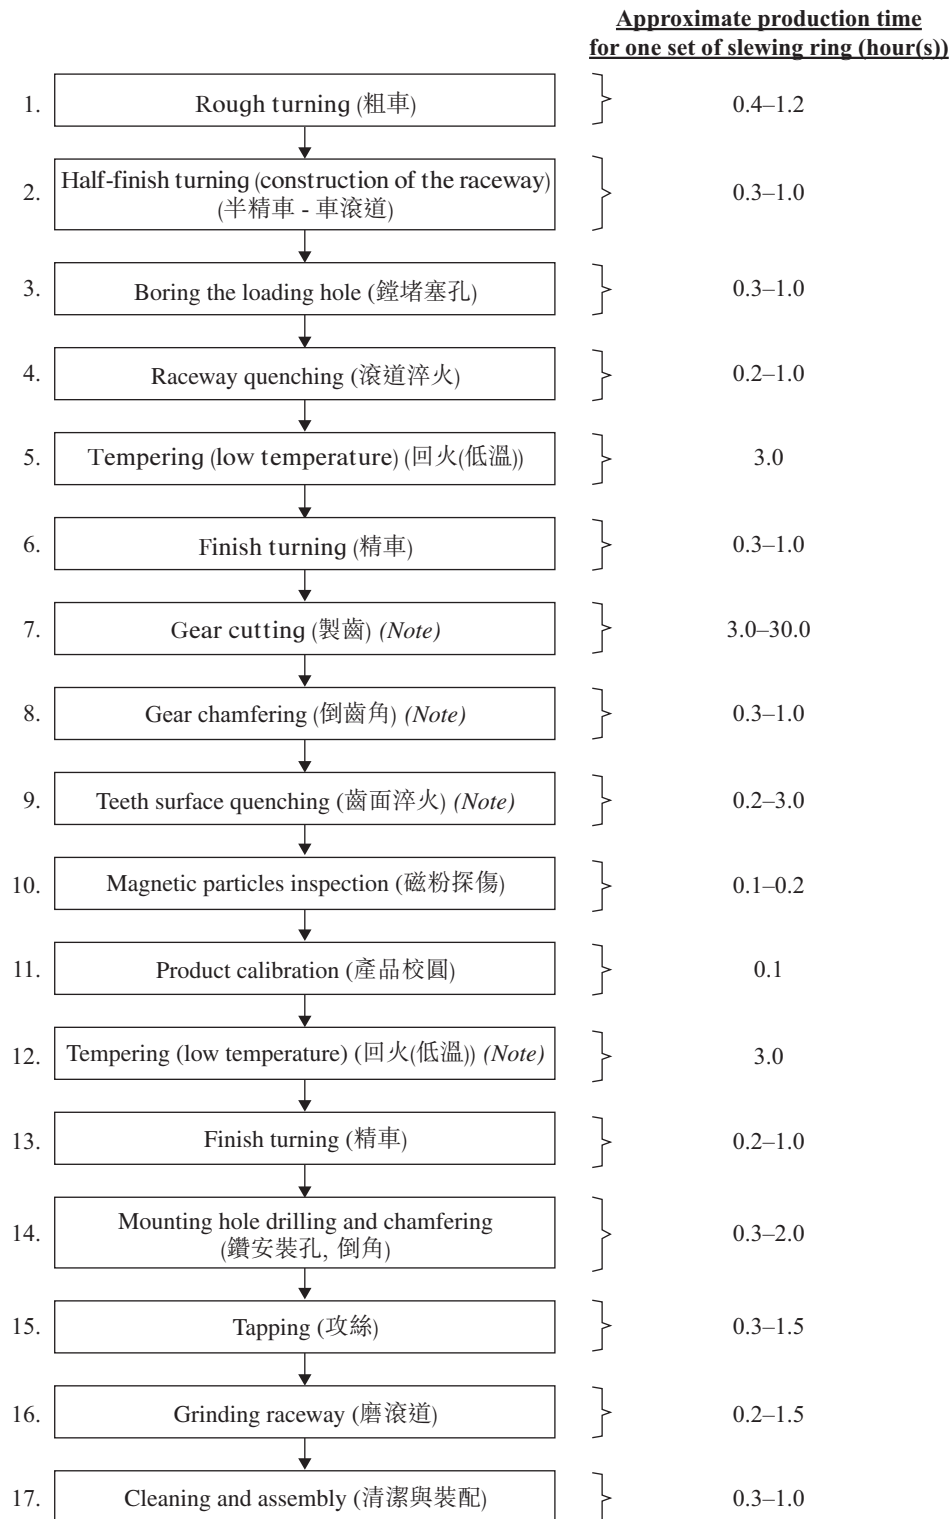 Approximate production time
for one set of slewing ring (hour(s))
1. Rough turning (粗車) 0.4–1.2
2. Half-finish turning (construction of the raceway)
(半精車 - 車滾道) 0.3–1.0
3. Boring the loading hole (鏜堵塞孔) 0.3–1.0
4. Raceway quenching (滾道淬火) 0.2–1.0
5. Tempering (low temperature) (回火(低溫)) 3.0
6. Finish turning (精車) 0.3–1.0
7. Gear cutting (製齒) (Note) 3.0–30.0
8. Gear chamfering (倒齒角) (Note) 0.3–1.0
9. Teeth surface quenching (齒面淬火) (Note) 0.2–3.0
10. Magnetic particles inspection (磁粉探傷) 0.1–0.2
11. Product calibration (產品校圓) 0.1
12. Tempering (low temperature) (回火(低溫)) (Note) 3.0
13. Finish turning (精車) 0.2–1.0
14. Mounting hole drilling and chamfering
(鑽安裝孔, 倒角) 0.3–2.0
15. Tapping (攻絲) 0.3–1.5
16. Grinding raceway (磨滾道) 0.2–1.5
17. Cleaning and assembly (清潔與裝配) 0.3–1.0